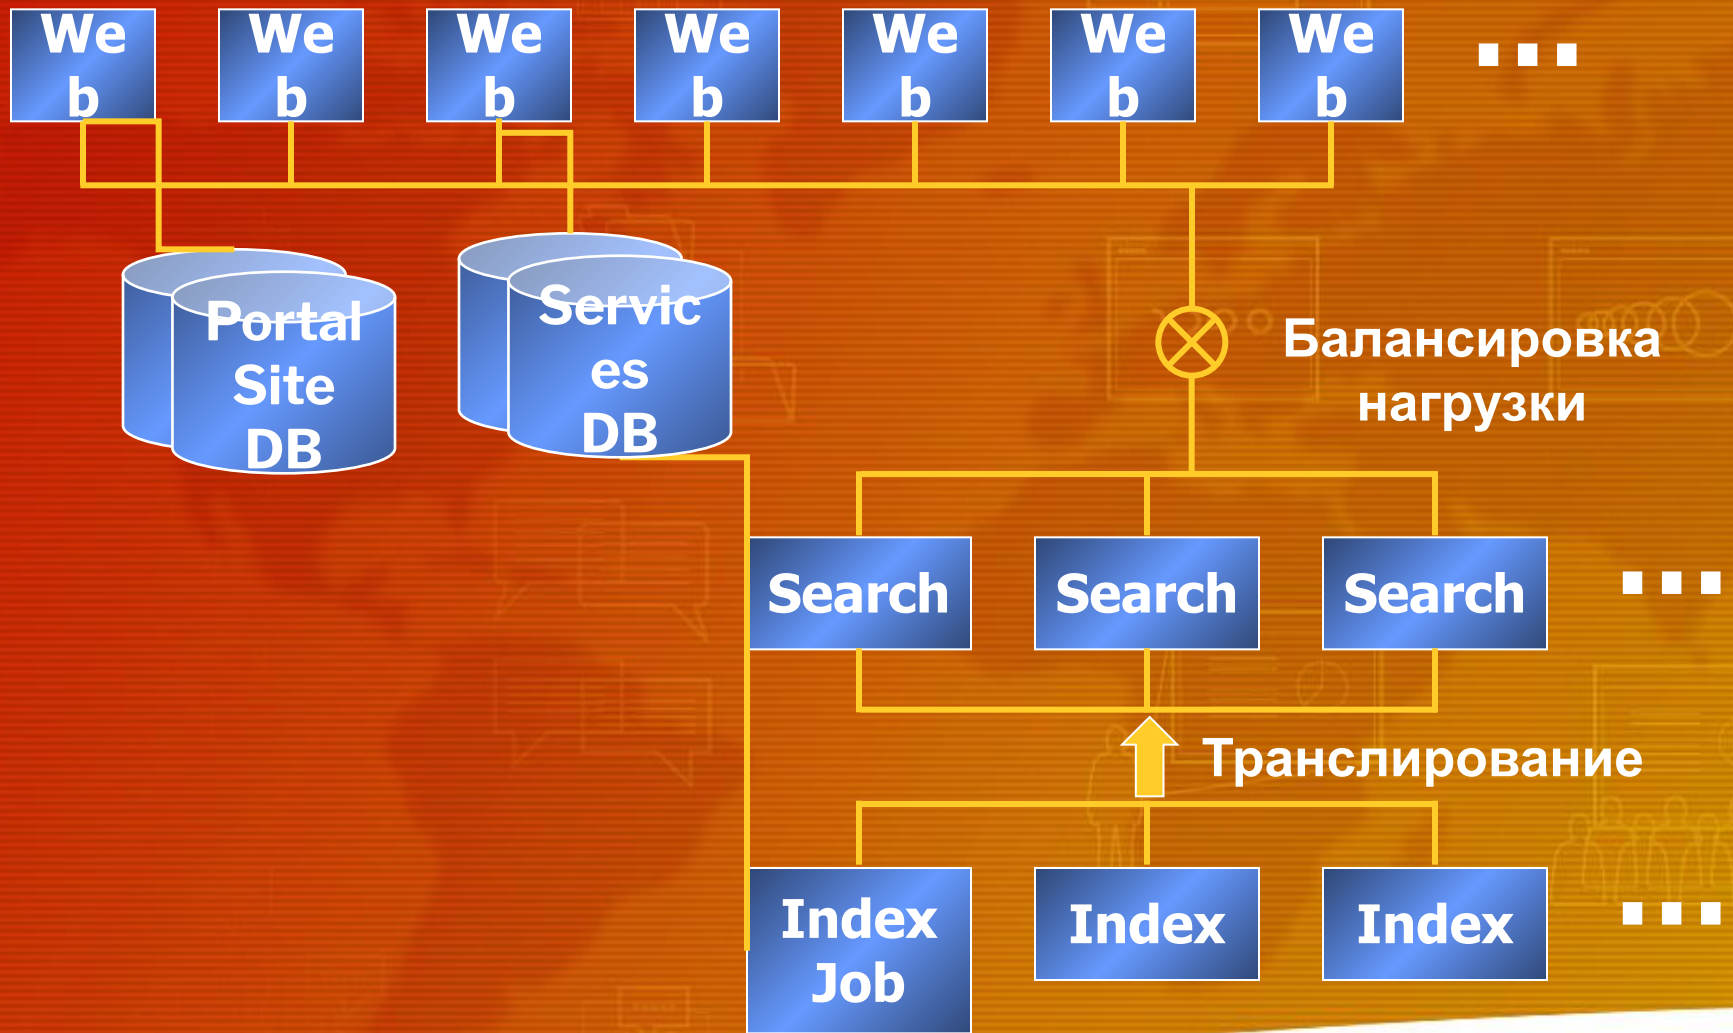 We We We We We We We ...
b b b b b b b
Portal
Site
DB
Servic
es
DB
Балансировка
нагрузки
Search Search Search ...
Транслирование
Index
Job
Index Index ...